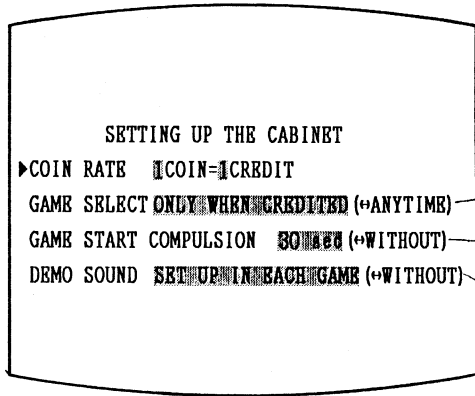 SETTING UP THE CABINET
▶COIN RATE 1COIN=1CREDIT
GAME SELECT ONLY WHEN CREDITED (↔ANYTIME)
GAME START COMPULSION 30 sec (↔WITHOUT)
DEMO SOUND SET UP IN EACH GAME (↔WITHOUT)